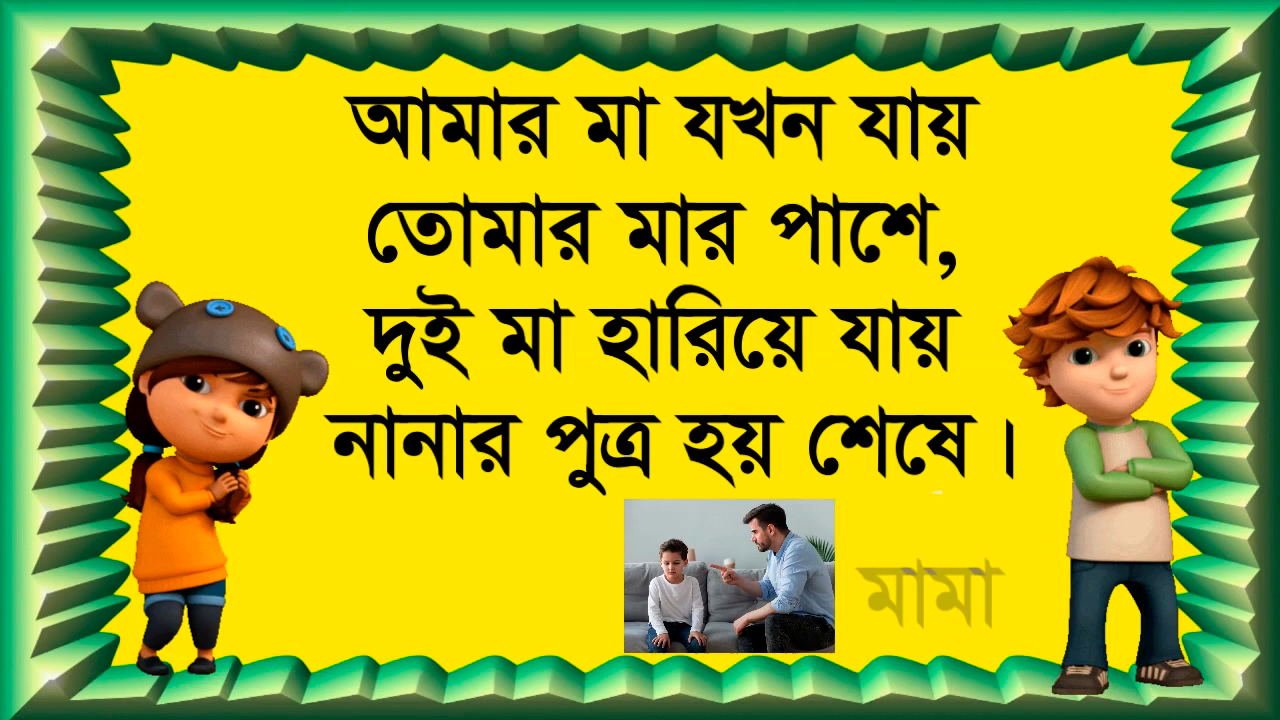 আমার মা যখন যায়
তোমার মার পাশে,
দুই মা হারিয়ে যায়
নানার পুত্র হয় শেষে।
মামা